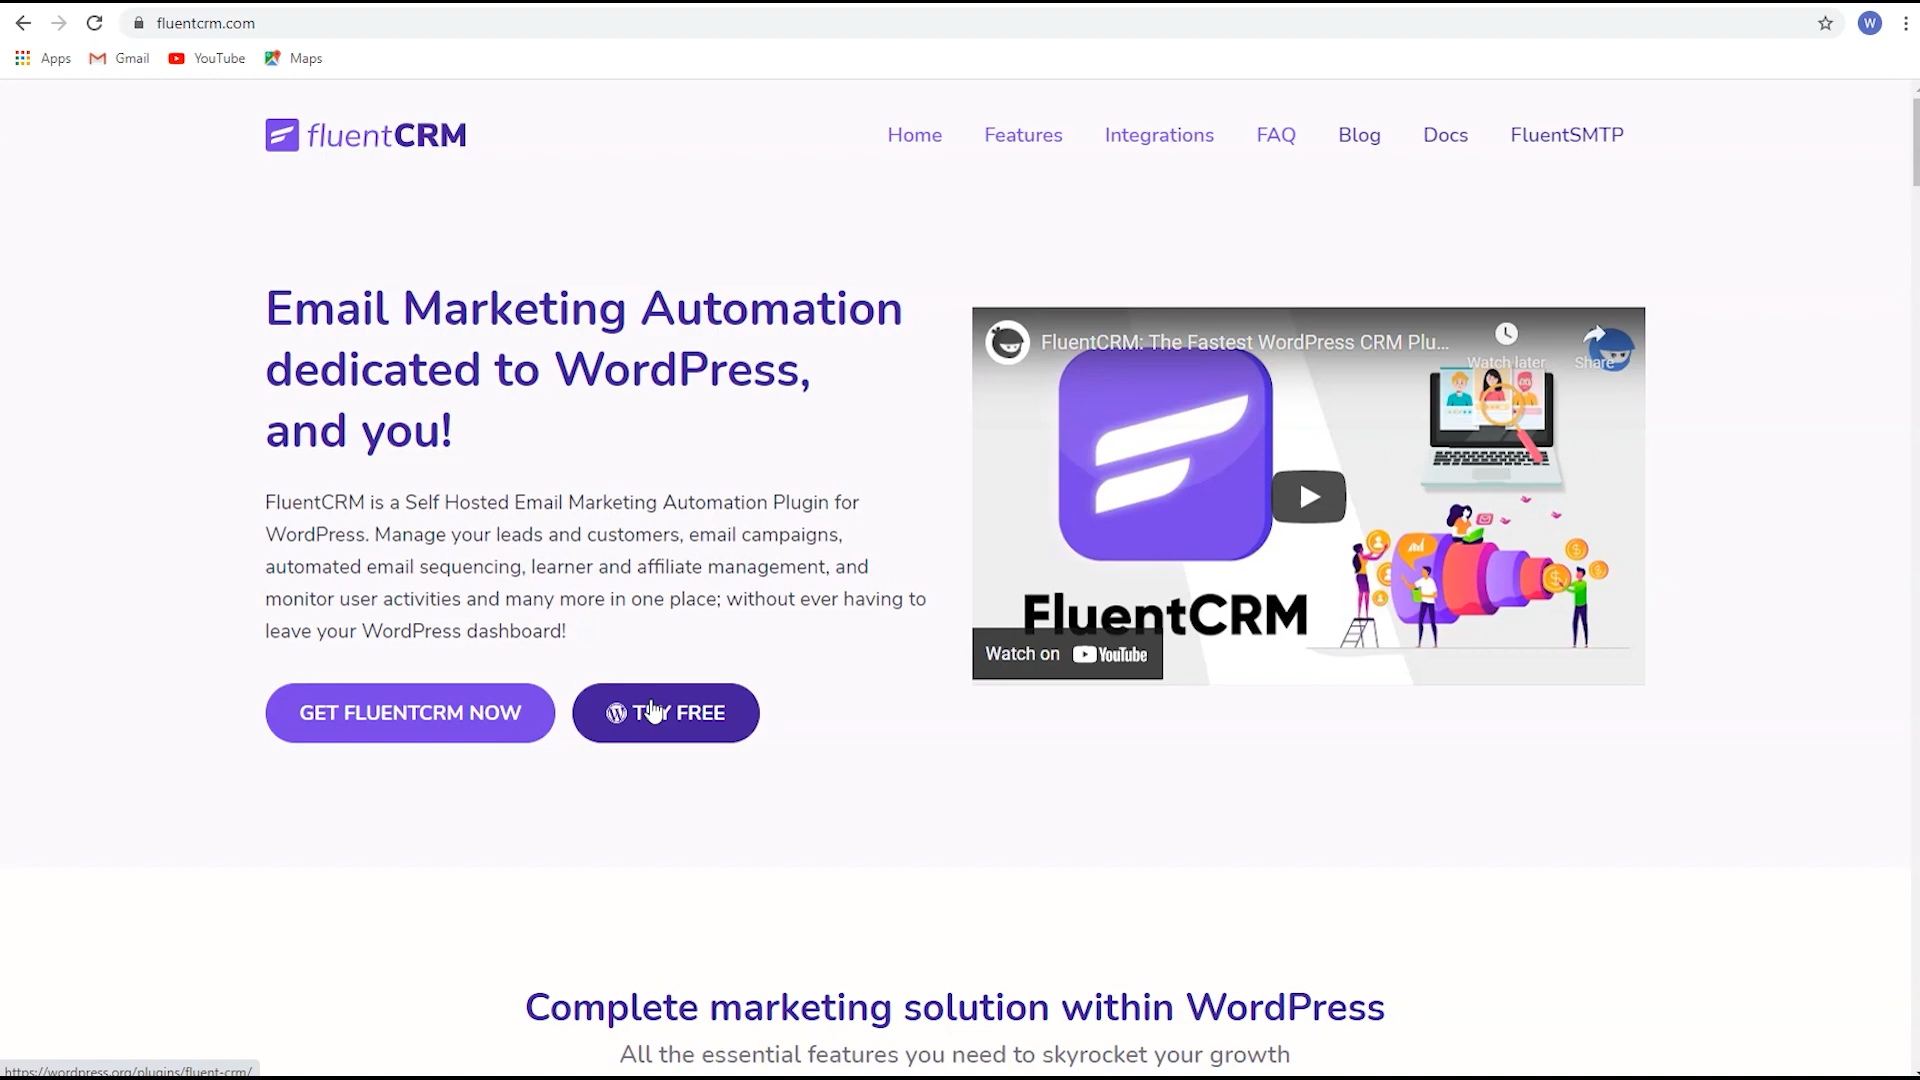 fluentcrm.com
W
Apps
Gmail
YouTube
Maps
fluentCRM
Home
Features
Integrations
FAQ
Blog
Docs
FluentSMTP
Email Marketing Automation
dedicated to WordPress,
and you!
FluentCRM is a Self Hosted Email Marketing Automation Plugin for
WordPress. Manage your leads and customers, email campaigns,
automated email sequencing, learner and affiliate management, and
monitor user activities and many more in one place; without ever having to
leave your WordPress dashboard!
GET FLUENTCRM NOW
TRY FREE
FluentCRM: The Fastest WordPress CRM Plu...
Watch later
Share
FluentCRM
Watch on YouTube
Complete marketing solution within WordPress
All the essential features you need to skyrocket your growth
https://wordpress.org/plugins/fluent-crm/